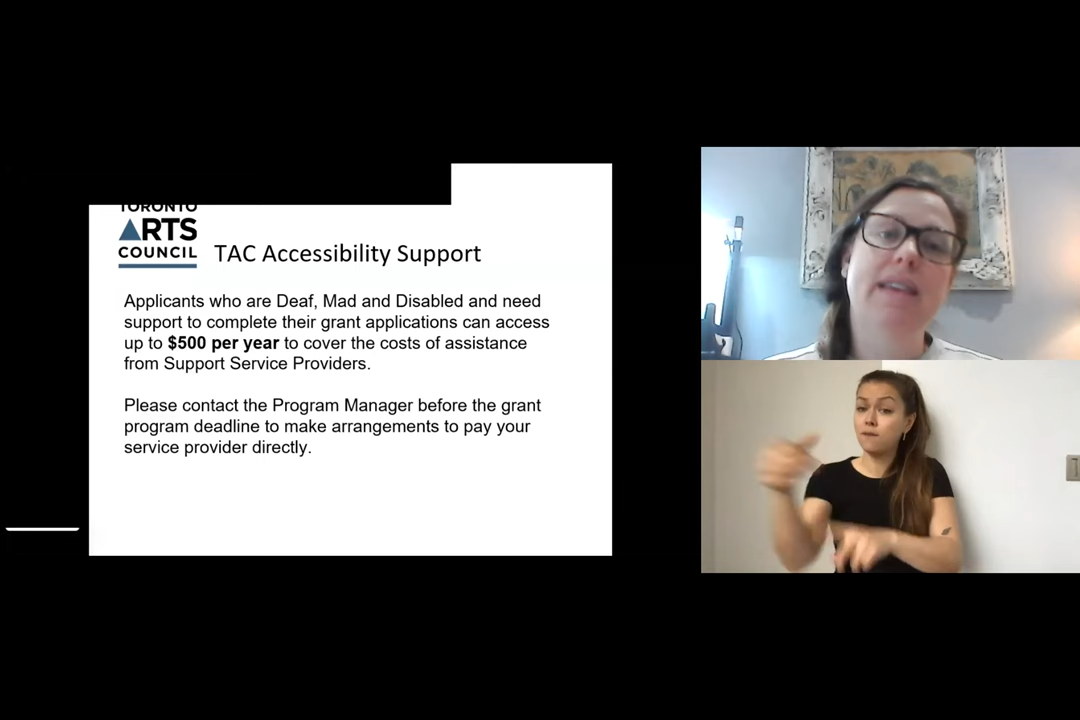 TORONTO
ARTS
COUNCIL
TAC Accessibility Support
Applicants who are Deaf, Mad and Disabled and need
support to complete their grant applications can access
up to $500 per year to cover the costs of assistance
from Support Service Providers.
Please contact the Program Manager before the grant
program deadline to make arrangements to pay your
service provider directly.